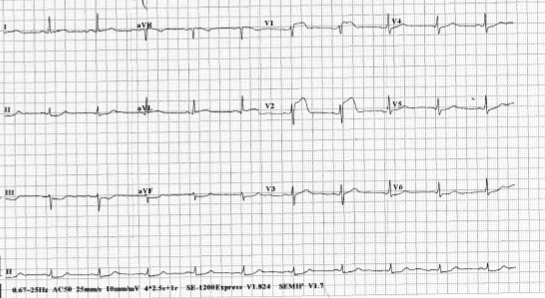 I aVR V1 V4
II aVL V2 V5
III aVF V3 V6
II
0.67~25Hz AC50 25mm/s 10mm/mV 4*2.5s+1r SE-1200Express V1.824 SEMIP V1.7